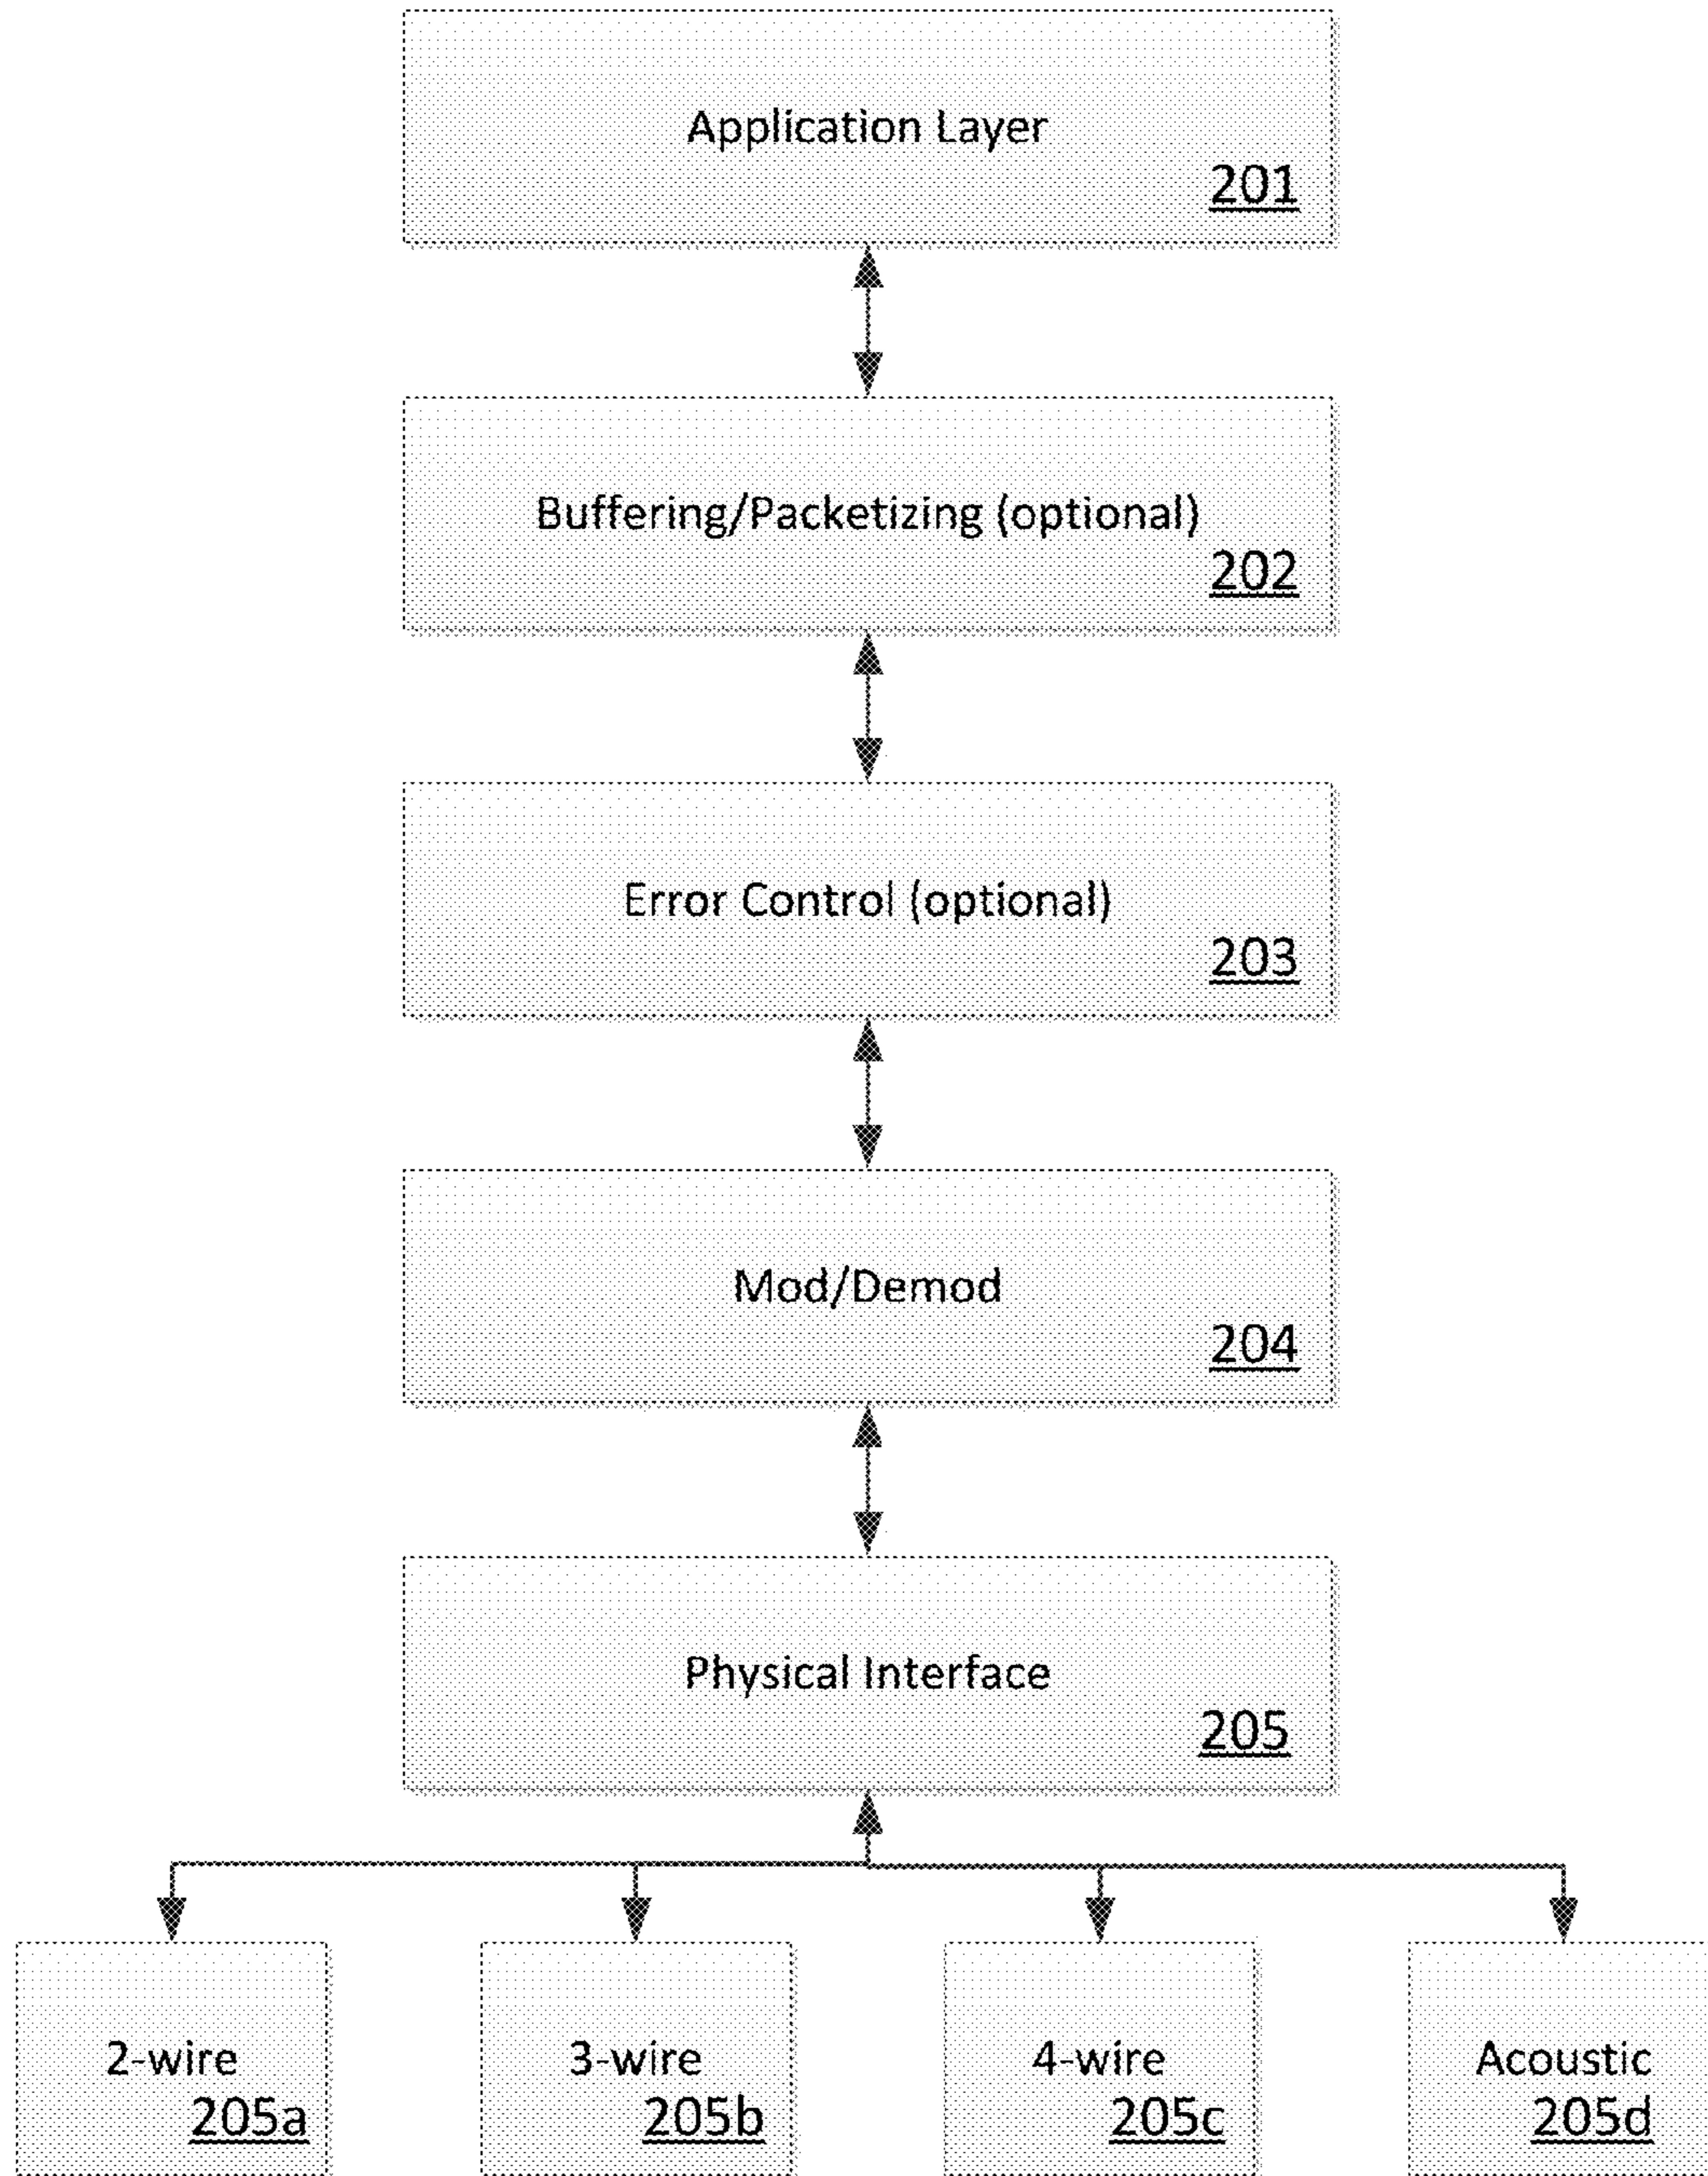 Application Layer
201
Buffering/Packetizing (optional)
202
Error Control (optional)
203
Mod/Demod
204
Physical Interface
205
2-wire
205a
3-wire
205b
4-wire
205c
Acoustic
205d